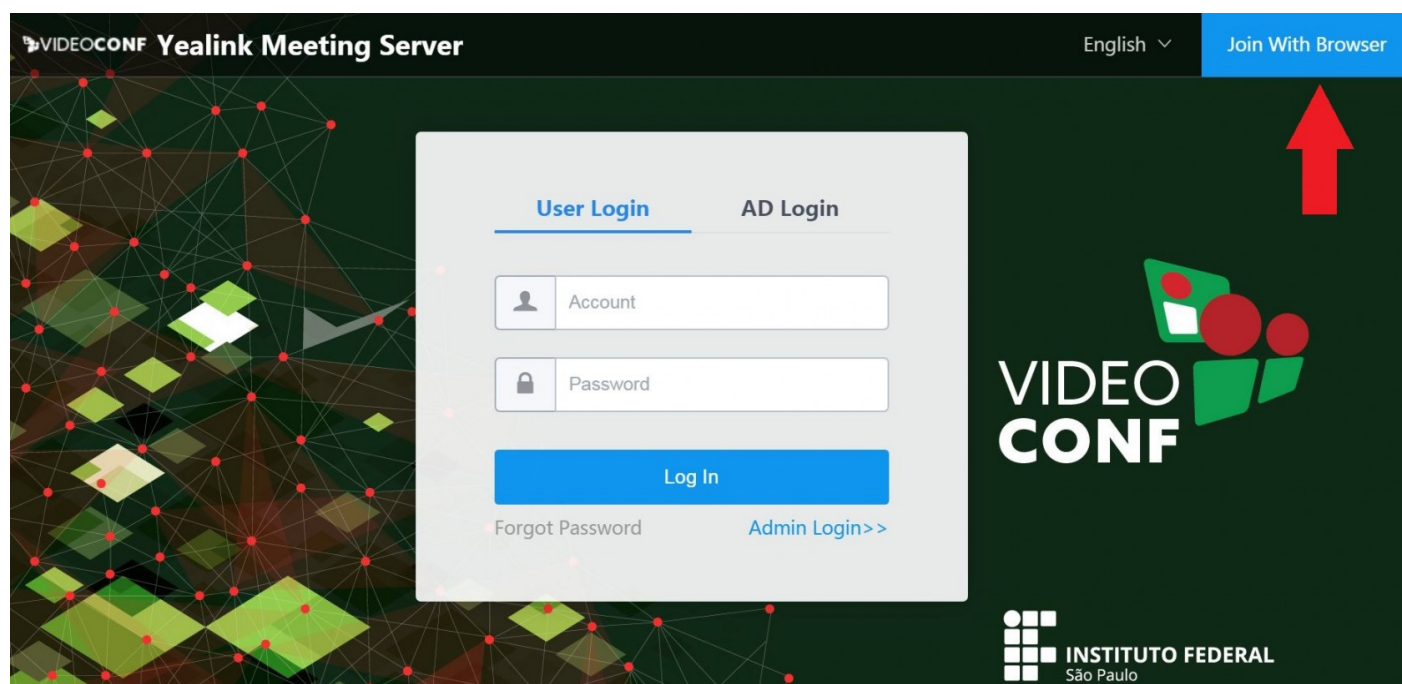 VIDEOCONF Yealink Meeting Server
English
Join With Browser
User Login
AD Login
Account
Password
Log In
Forgot Password
Admin Login>>
VIDEO
CONF
INSTITUTO FEDERAL
São Paulo